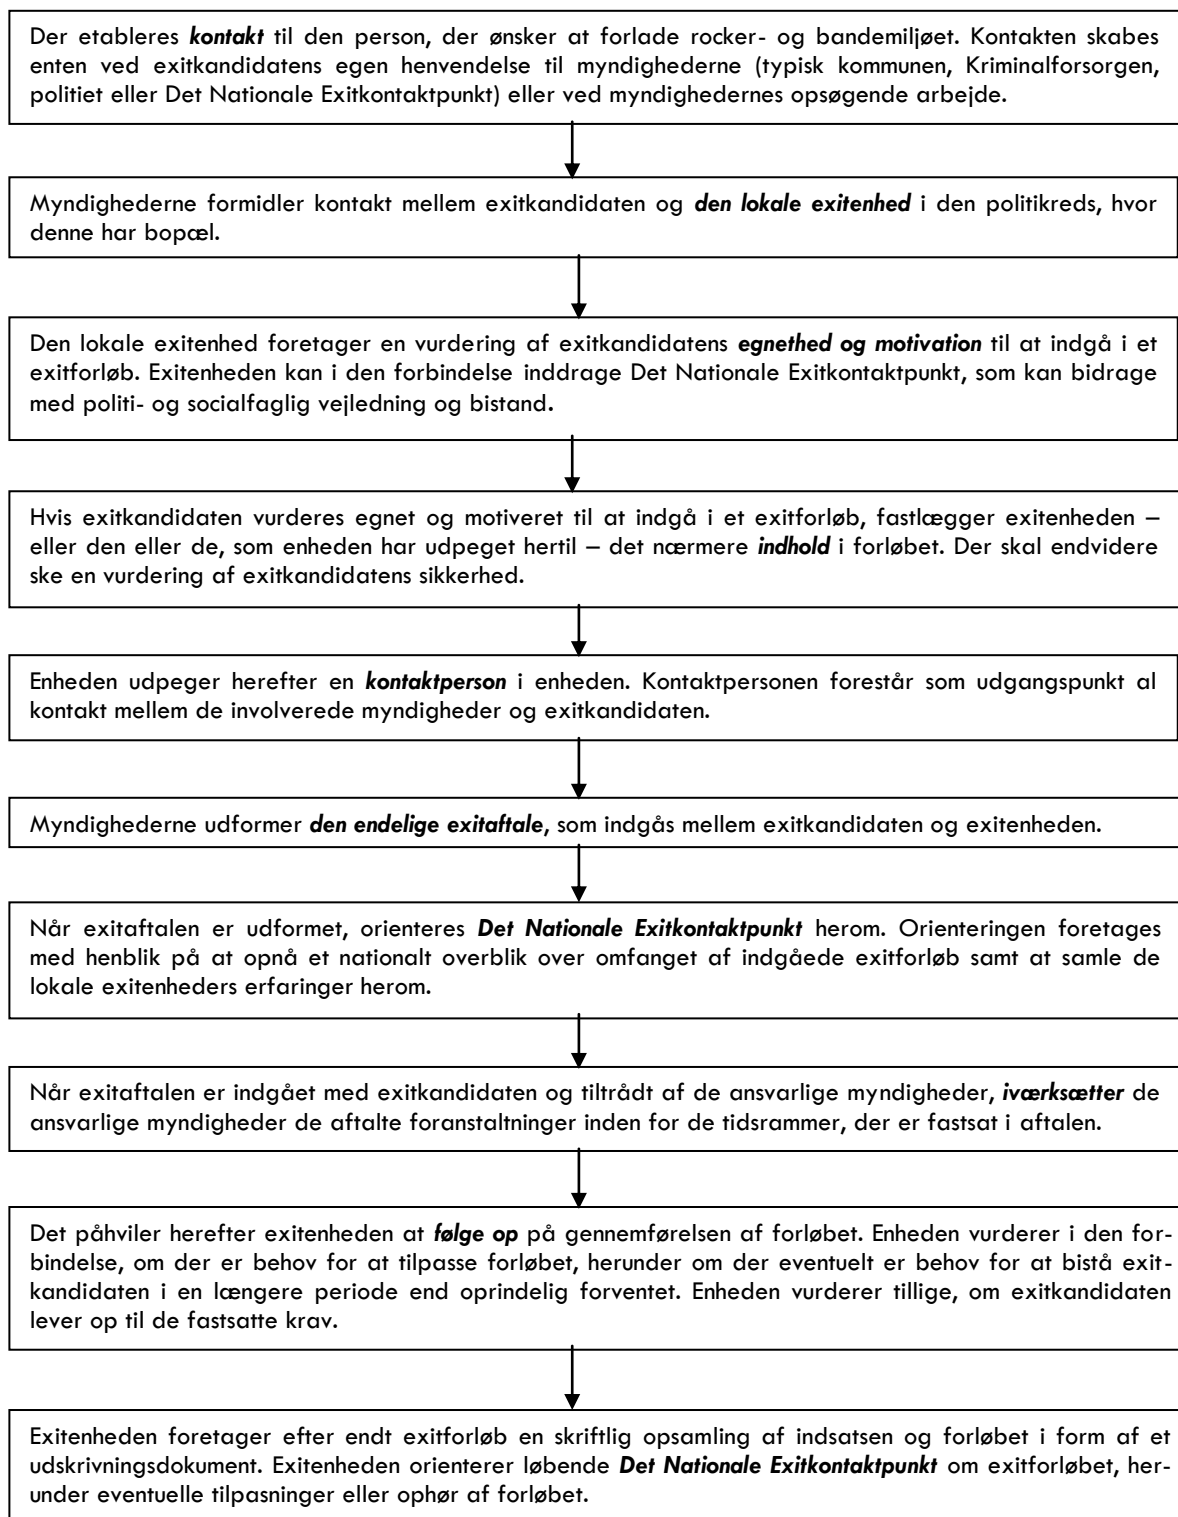 Der etableres kontakt til den person, der ønsker at forlade rocker- og bandemiljøet. Kontakten skabes
enten ved exitkandidatens egen henvendelse til myndighederne (typisk kommunen, Kriminalforsorgen,
politiet eller Det Nationale Exitkontaktpunkt) eller ved myndighedernes opsøgende arbejde.
Myndighederne formidler kontakt mellem exitkandidaten og den lokale exitenhed i den politikreds, hvor
denne har bopæl.
Den lokale exitenhed foretager en vurdering af exitkandidatens egnethed og motivation til at indgå i et
exitforløb. Exitenheden kan i den forbindelse inddrage Det Nationale Exitkontaktpunkt, som kan bidrage
med politi- og socialfaglig vejledning og bistand.
Hvis exitkandidaten vurderes egnet og motiveret til at indgå i et exitforløb, fastlægger exitenheden –
eller den eller de, som enheden har udpeget hertil – det nærmere indhold i forløbet. Der skal endvidere
ske en vurdering af exitkandidatens sikkerhed.
Enheden udpeger herefter en kontaktperson i enheden. Kontaktpersonen forestår som udgangspunkt al
kontakt mellem de involverede myndigheder og exitkandidaten.
Myndighederne udformer den endelige exitaftale, som indgås mellem exitkandidaten og exitenheden.
Når exitaftalen er udformet, orienteres Det Nationale Exitkontaktpunkt herom. Orienteringen foretages
med henblik på at opnå et nationalt overblik over omfanget af indgåede exitforløb samt at samle de
lokale exitenheders erfaringer herom.
Når exitaftalen er indgået med exitkandidaten og tiltrådt af de ansvarlige myndigheder, iværksætter de
ansvarlige myndigheder de aftalte foranstaltninger inden for de tidsrammer, der er fastsat i aftalen.
Det påhviler herefter exitenheden at følge op på gennemførelsen af forløbet. Enheden vurderer i den for-
bindelse, om der er behov for at tilpasse forløbet, herunder om der eventuelt er behov for at bistå exit-
kandidaten i en længere periode end oprindelig forventet. Enheden vurderer tillige, om exitkandidaten
lever op til de fastsatte krav.
Exitenheden foretager efter endt exitforløb en skriftlig opsamling af indsatsen og forløbet i form af et
udskrivningsdokument. Exitenheden orienterer løbende Det Nationale Exitkontaktpunkt om exitforløbet, her-
under eventuelle tilpasninger eller ophør af forløbet.